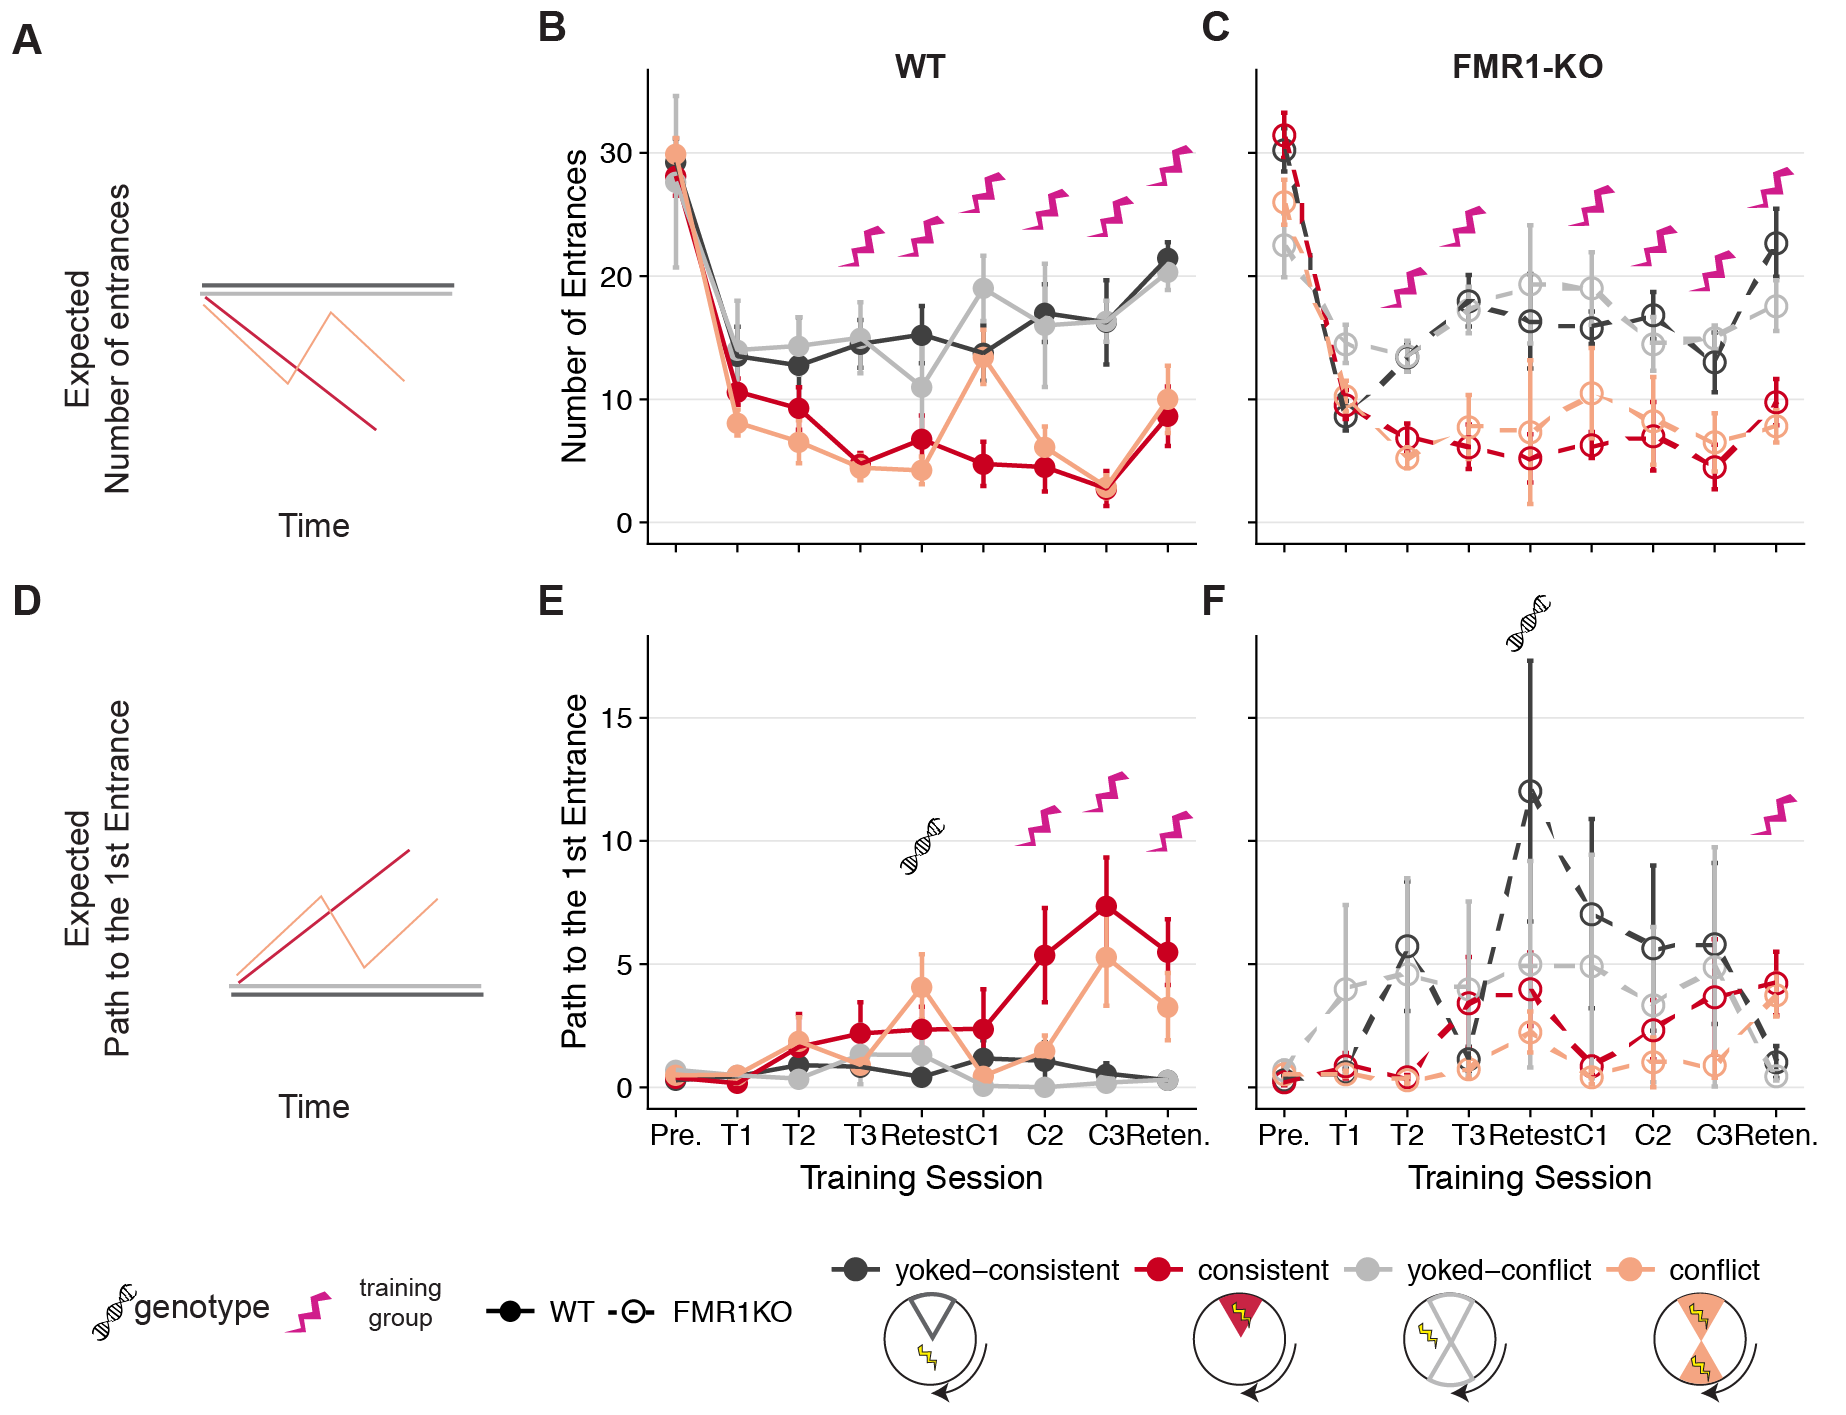 A
B
C
WT
FMR1-KO
Expected
Number of entrances
Time
Number of Entrances
30
20
10
0
D
E
F
Expected
Path to the 1st Entrance
Time
Path to the 1st Entrance
15
10
5
0
Pre. T1 T2 T3 Retest C1 C2 C3 Reten.
Training Session
Pre. T1 T2 T3 Retest C1 C2 C3 Reten.
Training Session
yoked–consistent consistent yoked–conflict conflict
genotype
training
group
WT FMR1KO